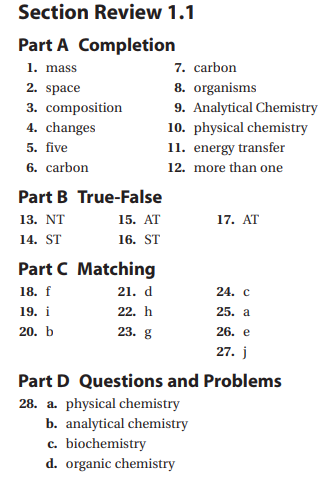 Section Review 1.1
Part A Completion
1. mass
2. space
3. composition
4. changes
5. five
6. carbon
7. carbon
8. organisms
9. Analytical Chemistry
10. physical chemistry
11. energy transfer
12. more than one
Part B True-False
13. NT
14. ST
15. AT
16. ST
17. AT
Part C Matching
18. f
19. i
20. b
21. d
22. h
23. g
24. c
25. a
26. e
27. j
Part D Questions and Problems
28. a. physical chemistry
b. analytical chemistry
c. biochemistry
d. organic chemistry